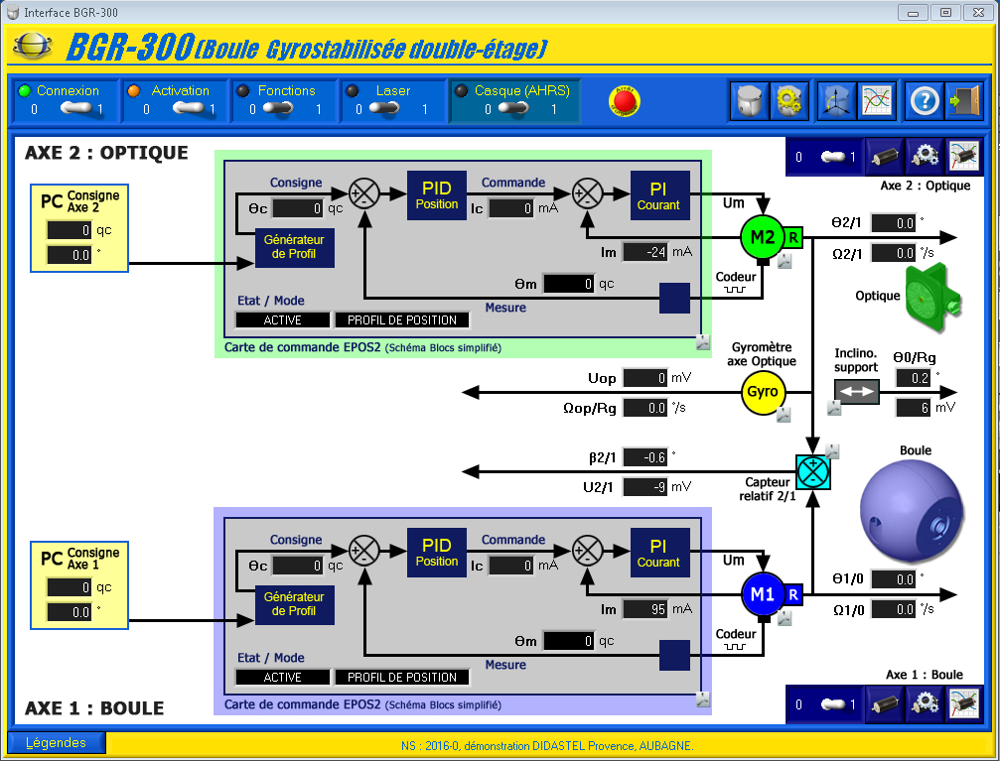 Interface BGR-300
BGR-300 (Boule Gyrostabilisée double-étage)
Connexion
0 1
Activation
0 1
Fonctions
0 1
Laser
0 1
Casque (AHRS)
0 1
AXE 2 : OPTIQUE
0 1
Axe 2 : Optique
PC Consigne Axe 2
0 qc
0.0 °
Consigne
Θc 0 qc
Générateur
de Profil
PID
Position
Commande
Ic 0 mA
PI
Courant
Um
M2 R
Im -24 mA
Θm 0 qc
Codeur
Mesure
Etat / Mode
ACTIVE PROFIL DE POSITION
Carte de commande EPOS2 (Schéma Blocs simplifié)
Θ2/1 0.0 °
Ω2/1 0.0 °/s
Optique
Gyromètre
axe Optique
Gyro
Uop 0 mV
Ωop/Rg 0.0 °/s
Inclino.
support
Θ0/Rg
0.2 °
6 mV
β2/1 -0.6 °
U2/1 -9 mV
Capteur
relatif 2/1
Boule
PC Consigne Axe 1
0 qc
0.0 °
Consigne
Θc 0 qc
Générateur
de Profil
PID
Position
Commande
Ic 0 mA
PI
Courant
Um
M1 R
Im 95 mA
Θm 0 qc
Codeur
Mesure
Etat / Mode
ACTIVE PROFIL DE POSITION
Carte de commande EPOS2 (Schéma Blocs simplifié)
Θ1/0 0.0 °
Ω1/0 0.0 °/s
Axe 1 : Boule
0 1
AXE 1 : BOULE
Légendes
NS : 2016-0, démonstration DIDASTEL Provence, AUBAGNE.